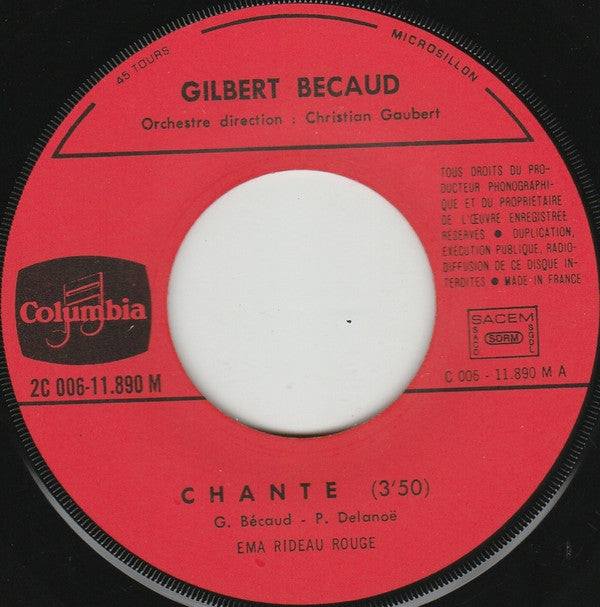 45 TOURS
MICROSILLON
GILBERT BECAUD
Orchestre direction : Christian Gaubert
TOUS DROITS DU PRO-
DUCTEUR PHONOGRAPHI-
QUE ET DU PROPRIÉTAIRE
DE L'ŒUVRE ENREGISTRÉE
RÉSERVÉS ● DUPLICATION,
EXÉCUTION PUBLIQUE, RADIO-
DIFFUSION DE CE DISQUE IN-
TERDITES ● MADE IN FRANCE
Columbia
SACEM
SACD
SDRM
SGDL
2C 006-11.890 M
C 006 - 11.890 M A
CHANTE (3'50)
G. Bécaud - P. Delanoë
EMA RIDEAU ROUGE